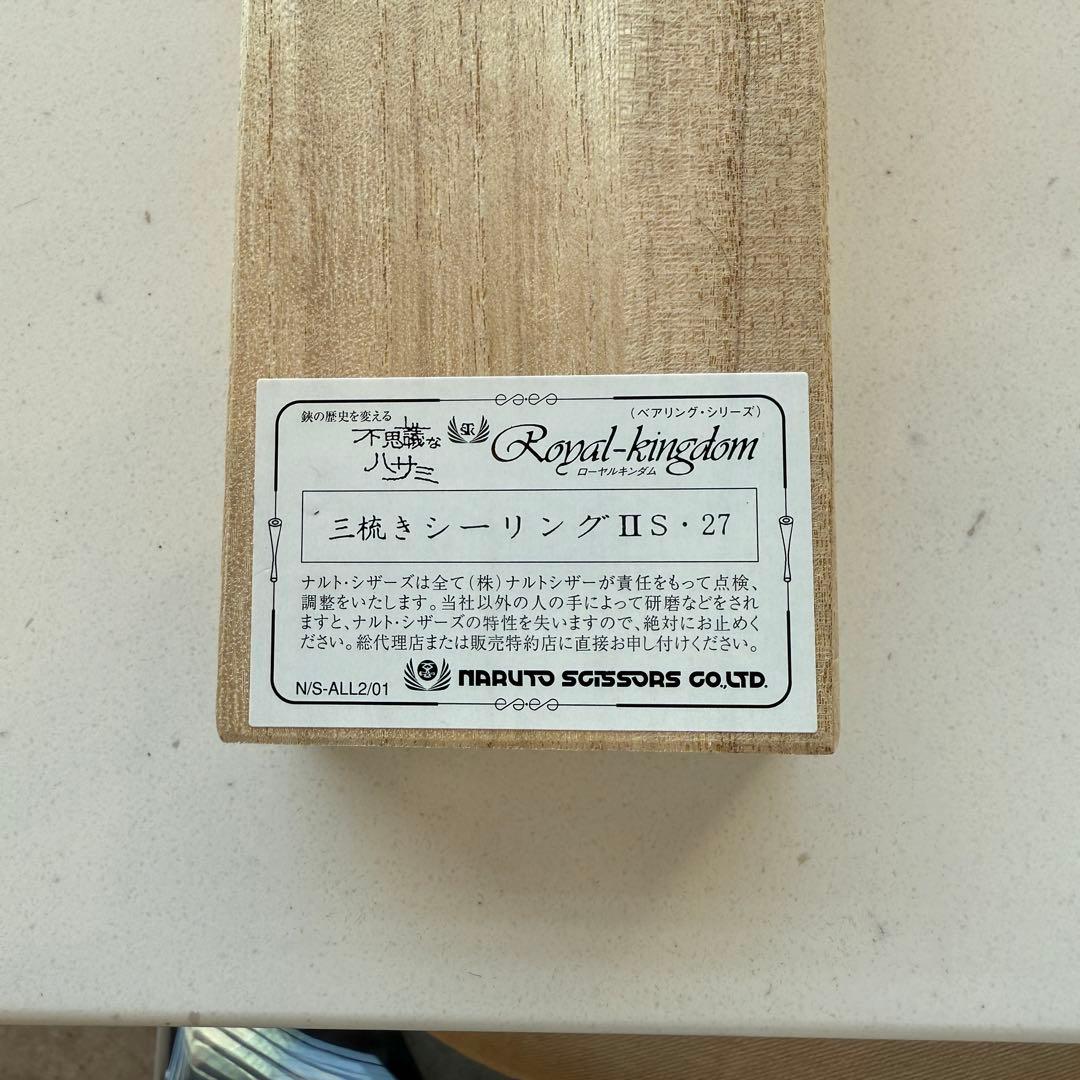 鋏の歴史を変える
不思議な
ハサミ
(ベアリング・シリーズ)
Royal-kingdom
ローヤルキンダム
三梳きシーリングⅡS・27
ナルト・シザーズは全て(株)ナルトシザーが責任をもって点検、
調整をいたします。当社以外の人の手によって研磨などをされ
ますと、ナルト・シザーズの特性を失いますので、絶対にお止めく
ださい。総代理店または販売特約店に直接お申し付けください。
N/S-ALL2/01
NARUTO SCISSORS CO.,LTD.